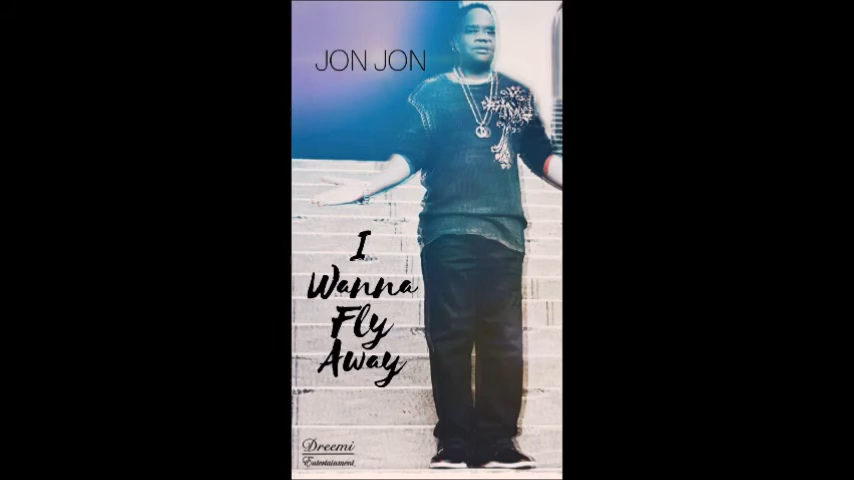 JON JON
I
Wanna
Fly
Away
Dreemi
Entertainment